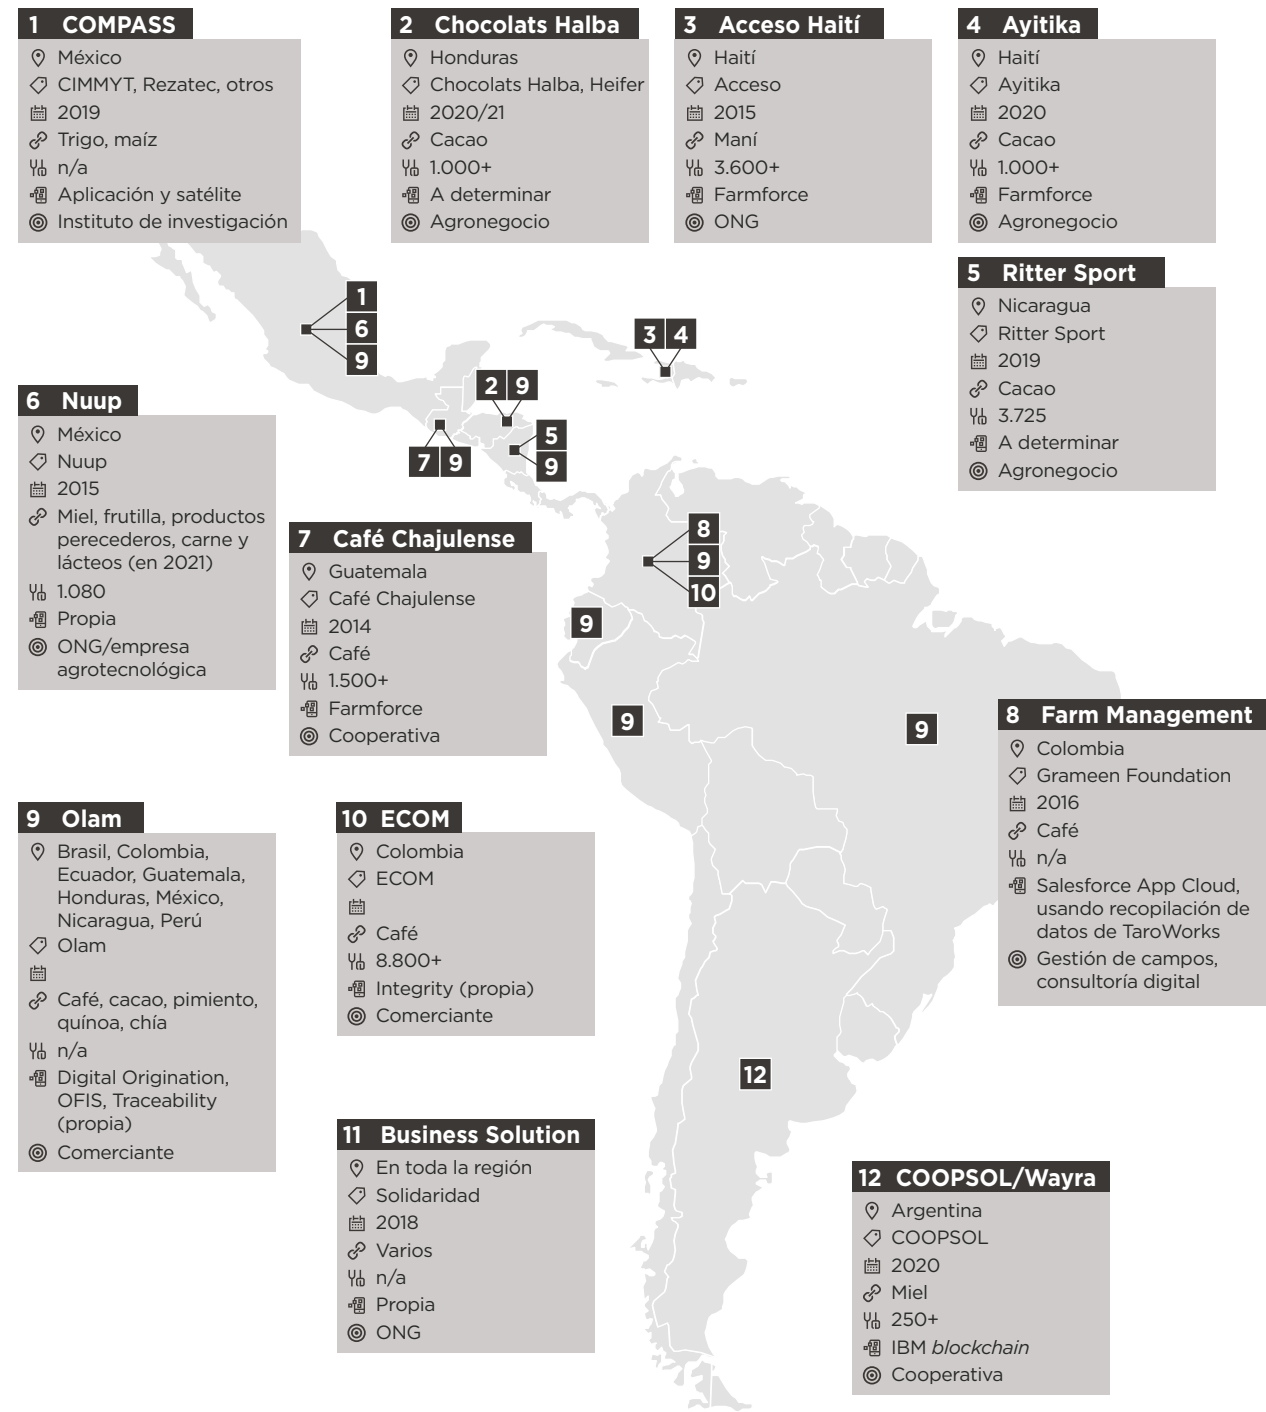 1 COMPASS
México
CIMMYT, Rezatec, otros
2019
Trigo, maíz
n/a
Aplicación y satélite
Instituto de investigación
2 Chocolats Halba
Honduras
Chocolats Halba, Heifer
2020/21
Cacao
1.000+
A determinar
Agronegocio
3 Acceso Haití
Haití
Acceso
2015
Maní
3.600+
Farmforce
ONG
4 Ayitika
Haití
Ayitika
2020
Cacao
1.000+
Farmforce
Agronegocio
5 Ritter Sport
Nicaragua
Ritter Sport
2019
Cacao
3.725
A determinar
Agronegocio
1
6
9
3 4
2 9
7 9
5
9
6 Nuup
México
Nuup
2015
Miel, frutilla, productos
perecederos, carne y
lácteos (en 2021)
1.080
Propia
ONG/empresa
agrotecnológica
7 Café Chajulense
Guatemala
Café Chajulense
2014
Café
1.500+
Farmforce
Cooperativa
8
9
10
9
9
9
8 Farm Management
Colombia
Grameen Foundation
2016
Café
n/a
Salesforce App Cloud,
usando recopilación de
datos de TaroWorks
Gestión de campos,
consultoría digital
9 Olam
Brasil, Colombia,
Ecuador, Guatemala,
Honduras, México,
Nicaragua, Perú
Olam
Café, cacao, pimiento,
quínoa, chía
n/a
Digital Origination,
OFIS, Traceability
(propia)
Comerciante
10 ECOM
Colombia
ECOM
Café
8.800+
Integrity (propia)
Comerciante
12
11 Business Solution
En toda la región
Solidaridad
2018
Varios
n/a
Propia
ONG
12 COOPSOL/Wayra
Argentina
COOPSOL
2020
Miel
250+
IBM blockchain
Cooperativa